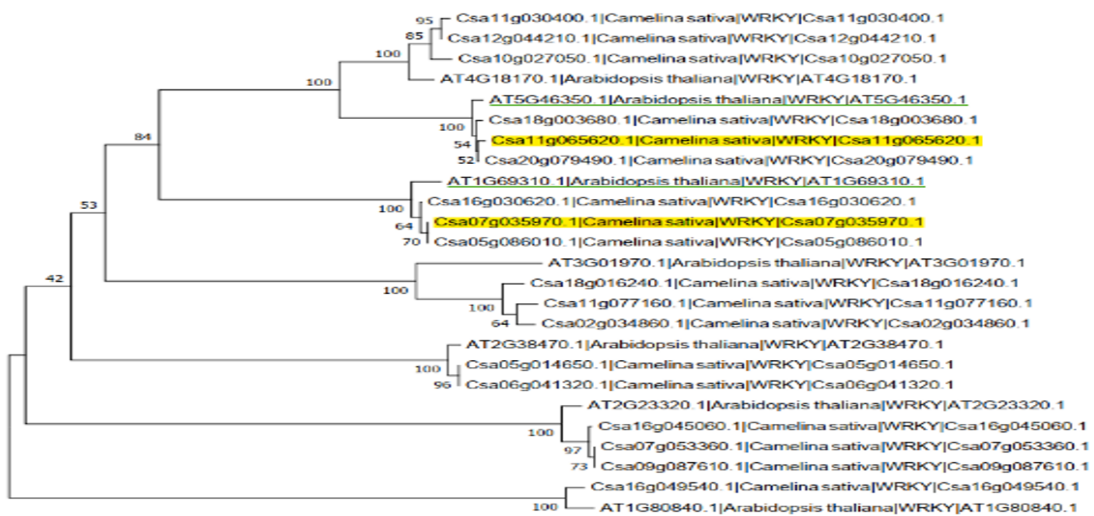 95
Csa11g030400.1|Camelina sativa|WRKY|Csa11g030400.1
85
Csa12g044210.1|Camelina sativa|WRKY|Csa12g044210.1
100
Csa10g027050.1|Camelina sativa|WRKY|Csa10g027050.1
100
AT4G18170.1|Arabidopsis thaliana|WRKY|AT4G18170.1
AT5G46350.1|Arabidopsis thaliana|WRKY|AT5G46350.1
100
Csa18g003680.1|Camelina sativa|WRKY|Csa18g003680.1
84
54
Csa11g065620.1|Camelina sativa|WRKY|Csa11g065620.1
52
Csa20g079490.1|Camelina sativa|WRKY|Csa20g079490.1
AT1G69310.1|Arabidopsis thaliana|WRKY|AT1G69310.1
53
100
Csa16g030620.1|Camelina sativa|WRKY|Csa16g030620.1
64
Csa07g035970.1|Camelina sativa|WRKY|Csa07g035970.1
70
Csa05g086010.1|Camelina sativa|WRKY|Csa05g086010.1
AT3G01970.1|Arabidopsis thaliana|WRKY|AT3G01970.1
42
100
Csa18g016240.1|Camelina sativa|WRKY|Csa18g016240.1
100
Csa11g077160.1|Camelina sativa|WRKY|Csa11g077160.1
64
Csa02g034860.1|Camelina sativa|WRKY|Csa02g034860.1
AT2G38470.1|Arabidopsis thaliana|WRKY|AT2G38470.1
100
Csa05g014650.1|Camelina sativa|WRKY|Csa05g014650.1
96
Csa06g041320.1|Camelina sativa|WRKY|Csa06g041320.1
AT2G23320.1|Arabidopsis thaliana|WRKY|AT2G23320.1
100
Csa16g045060.1|Camelina sativa|WRKY|Csa16g045060.1
97
Csa07g053360.1|Camelina sativa|WRKY|Csa07g053360.1
73
Csa09g087610.1|Camelina sativa|WRKY|Csa09g087610.1
Csa16g049540.1|Camelina sativa|WRKY|Csa16g049540.1
100
AT1G80840.1|Arabidopsis thaliana|WRKY|AT1G80840.1